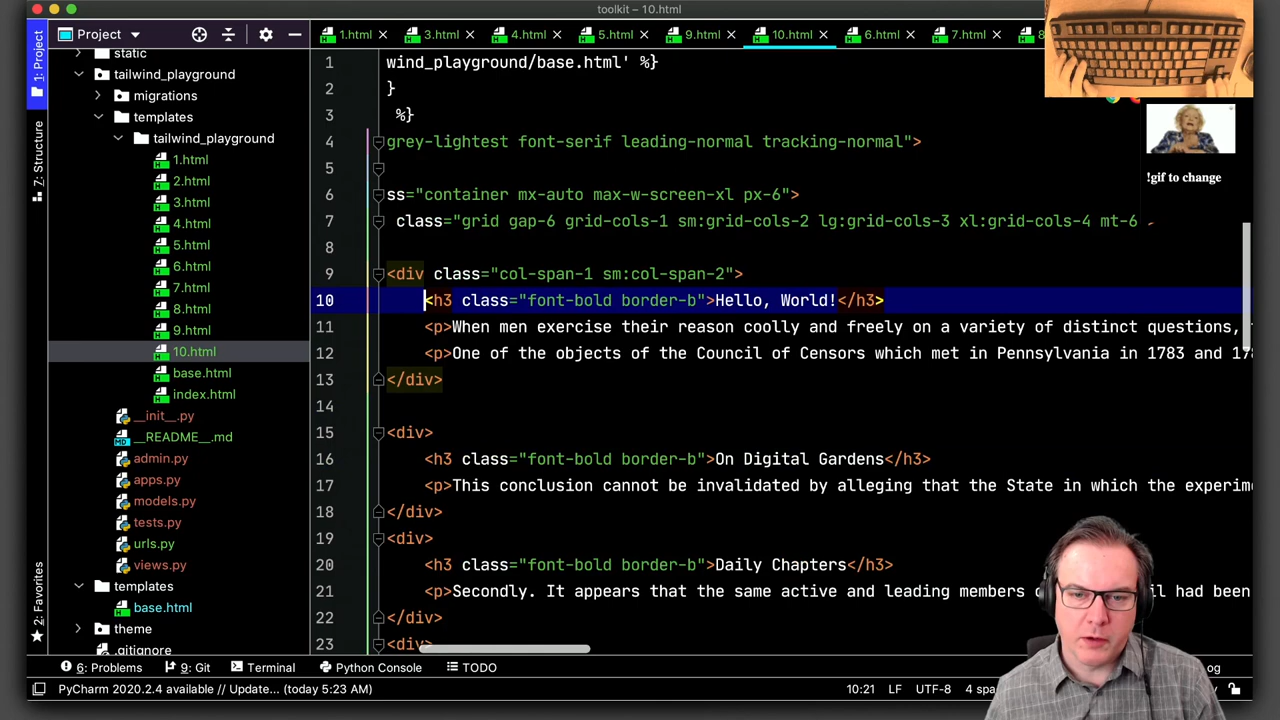 toolkit – 10.html
Project
1.html
3.html
4.html
5.html
9.html
10.html
6.html
7.html
8
1: Project
7: Structure
2: Favorites
static
tailwind_playground
migrations
templates
tailwind_playground
1.html
2.html
3.html
4.html
5.html
6.html
7.html
8.html
9.html
10.html
base.html
index.html
__init__.py
__README__.md
admin.py
apps.py
models.py
tests.py
urls.py
views.py
templates
base.html
theme
.gitignore
1 wind_playground/base.html' %}
2 }
3 %}
4 grey-lightest font-serif leading-normal tracking-normal">
5
6 ss="container mx-auto max-w-screen-xl px-6">
7 class="grid gap-6 grid-cols-1 sm:grid-cols-2 lg:grid-cols-3 xl:grid-cols-4 mt-6
8
9 <div class="col-span-1 sm:col-span-2">
10 <h3 class="font-bold border-b">Hello, World!</h3>
11 <p>When men exercise their reason coolly and freely on a variety of distinct questions,
12 <p>One of the objects of the Council of Censors which met in Pennsylvania in 1783 and 178
13 </div>
14
15 <div>
16 <h3 class="font-bold border-b">On Digital Gardens</h3>
17 <p>This conclusion cannot be invalidated by alleging that the State in which the experime
18 </div>
19 <div>
20 <h3 class="font-bold border-b">Daily Chapters</h3>
21 <p>Secondly. It appears that the same active and leading members o il had been
22 </div>
23 <div>
!gif to change
6: Problems
9: Git
Terminal
Python Console
TODO
og
PyCharm 2020.2.4 available // Update... (today 5:23 AM)
10:21
LF
UTF-8
4 spa